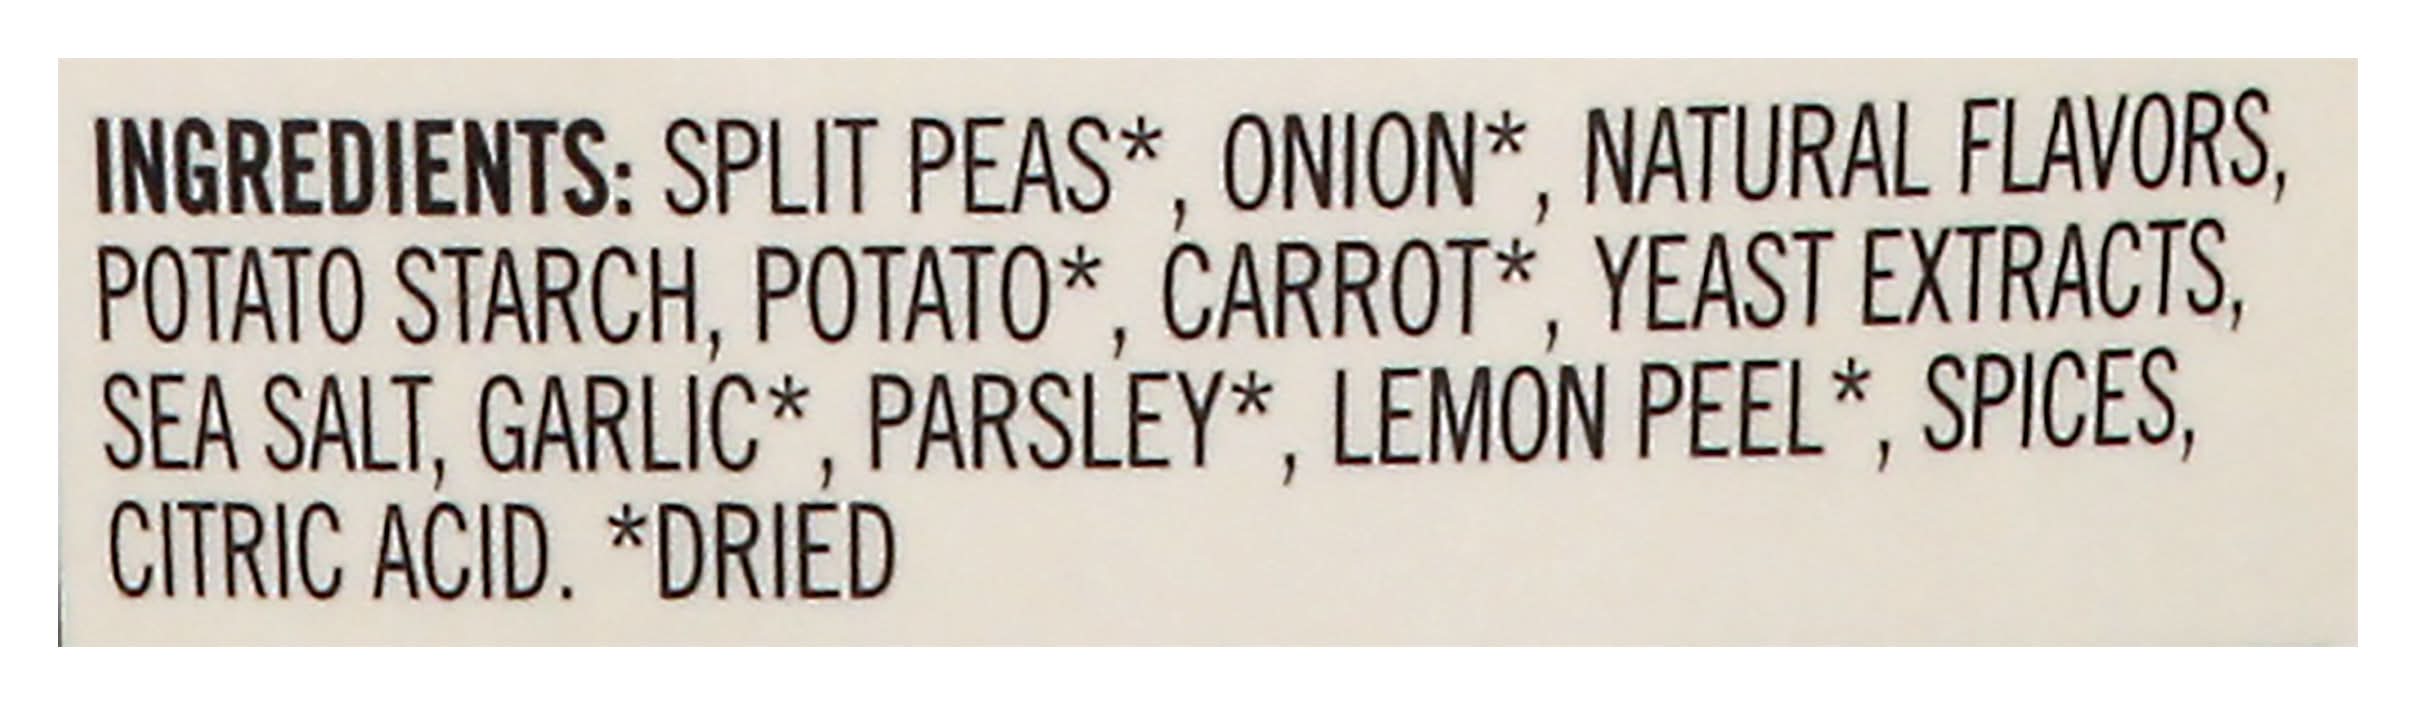 INGREDIENTS: SPLIT PEAS*, ONION*, NATURAL FLAVORS,
POTATO STARCH, POTATO*, CARROT*, YEAST EXTRACTS,
SEA SALT, GARLIC*, PARSLEY*, LEMON PEEL*, SPICES,
CITRIC ACID. *DRIED